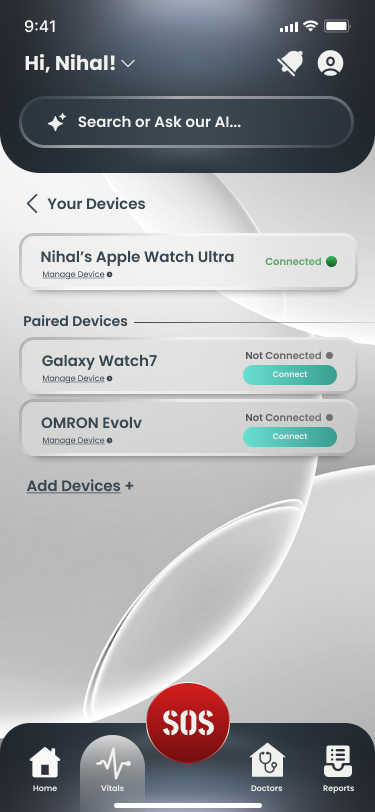 9:41
Hi, Nihal!
Search or Ask our AI...
Your Devices
Nihal's Apple Watch Ultra
Connected
Manage Device
Paired Devices
Galaxy Watch7
Not Connected
Manage Device
Connect
OMRON Evolv
Not Connected
Manage Device
Connect
Add Devices +
SOS
Home
Vitals
Doctors
Reports